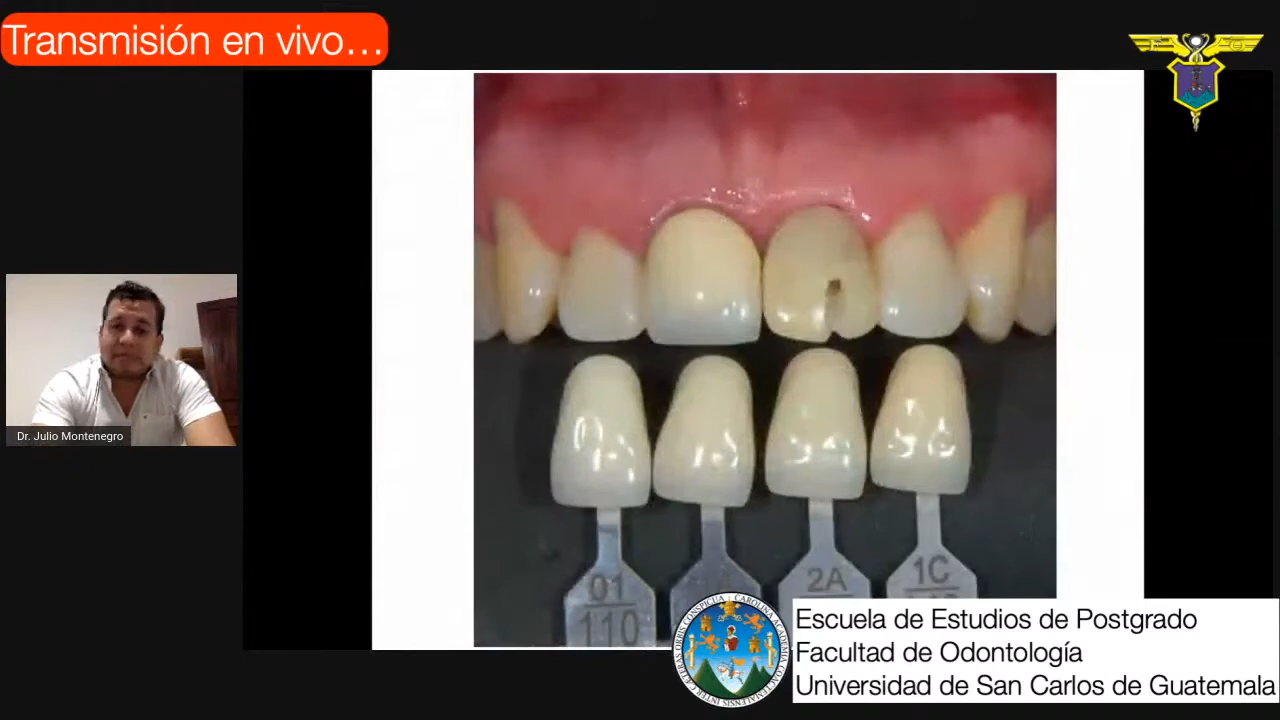 Transmisión en vivo...
Dr. Julio Montenegro
01
110
2A
1C
Escuela de Estudios de Postgrado
Facultad de Odontología
Universidad de San Carlos de Guatemala